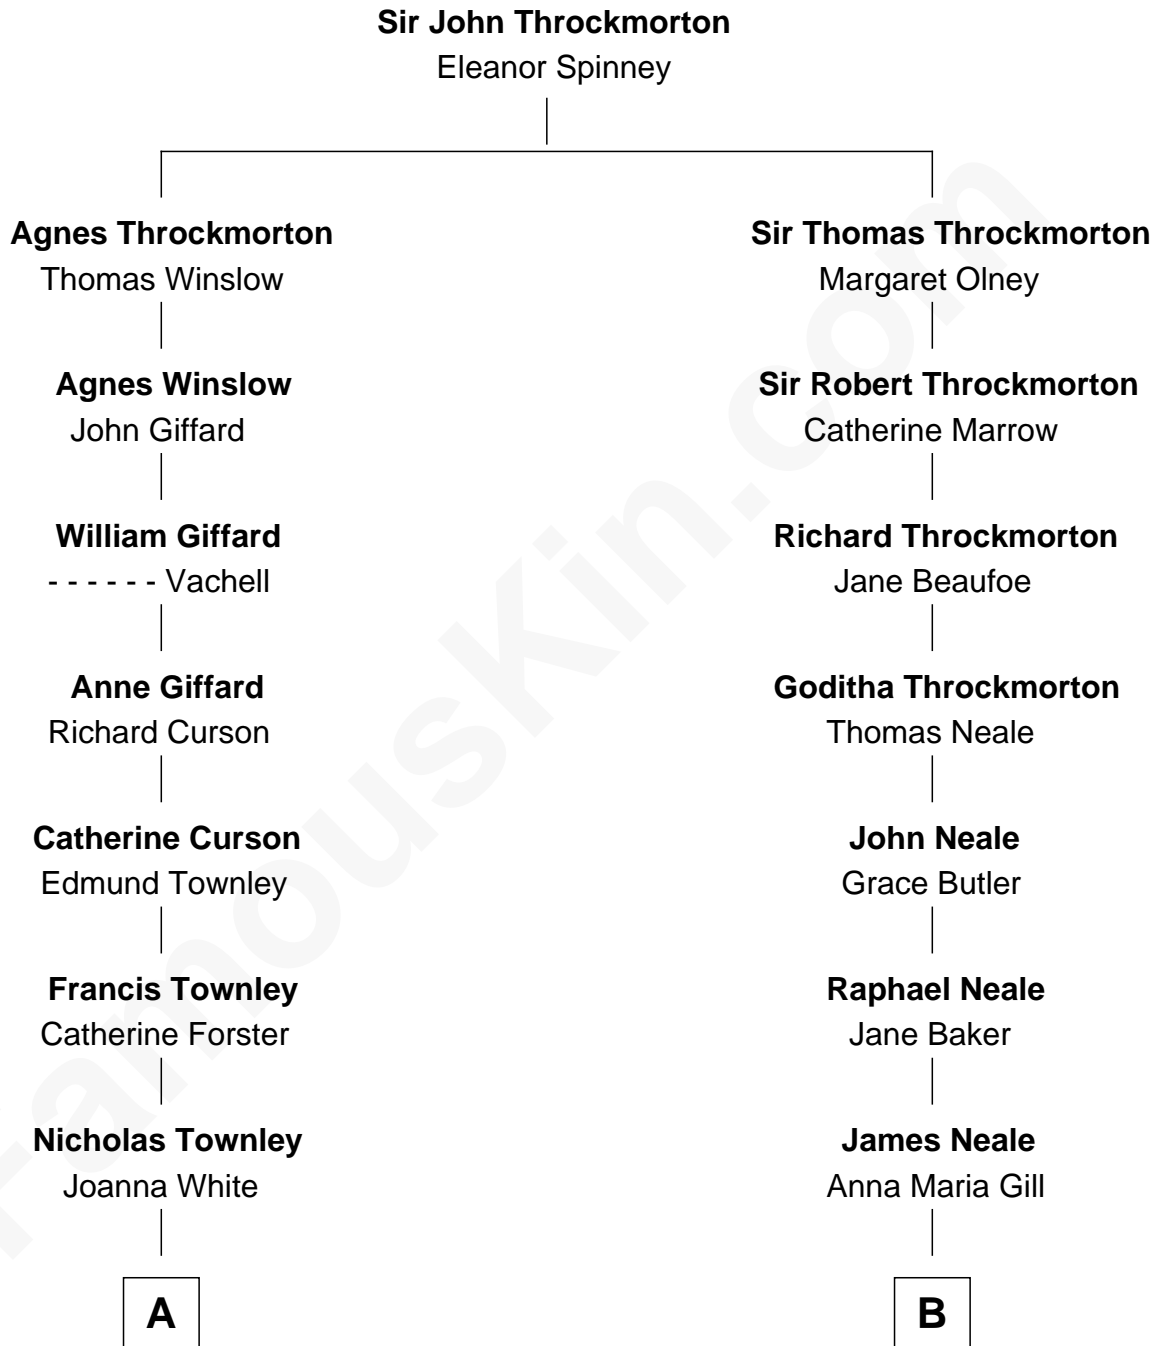 Sir John Throckmorton
Eleanor Spinney
Agnes Throckmorton
Thomas Winslow
Sir Thomas Throckmorton
Margaret Olney
Agnes Winslow
John Giffard
Sir Robert Throckmorton
Catherine Marrow
William Giffard
- - - - - - Vachell
Richard Throckmorton
Jane Beaufoe
Anne Giffard
Richard Curson
Goditha Throckmorton
Thomas Neale
Catherine Curson
Edmund Townley
John Neale
Grace Butler
Francis Townley
Catherine Forster
Raphael Neale
Jane Baker
Nicholas Townley
Joanna White
James Neale
Anna Maria Gill
A
B
FamousKin.com